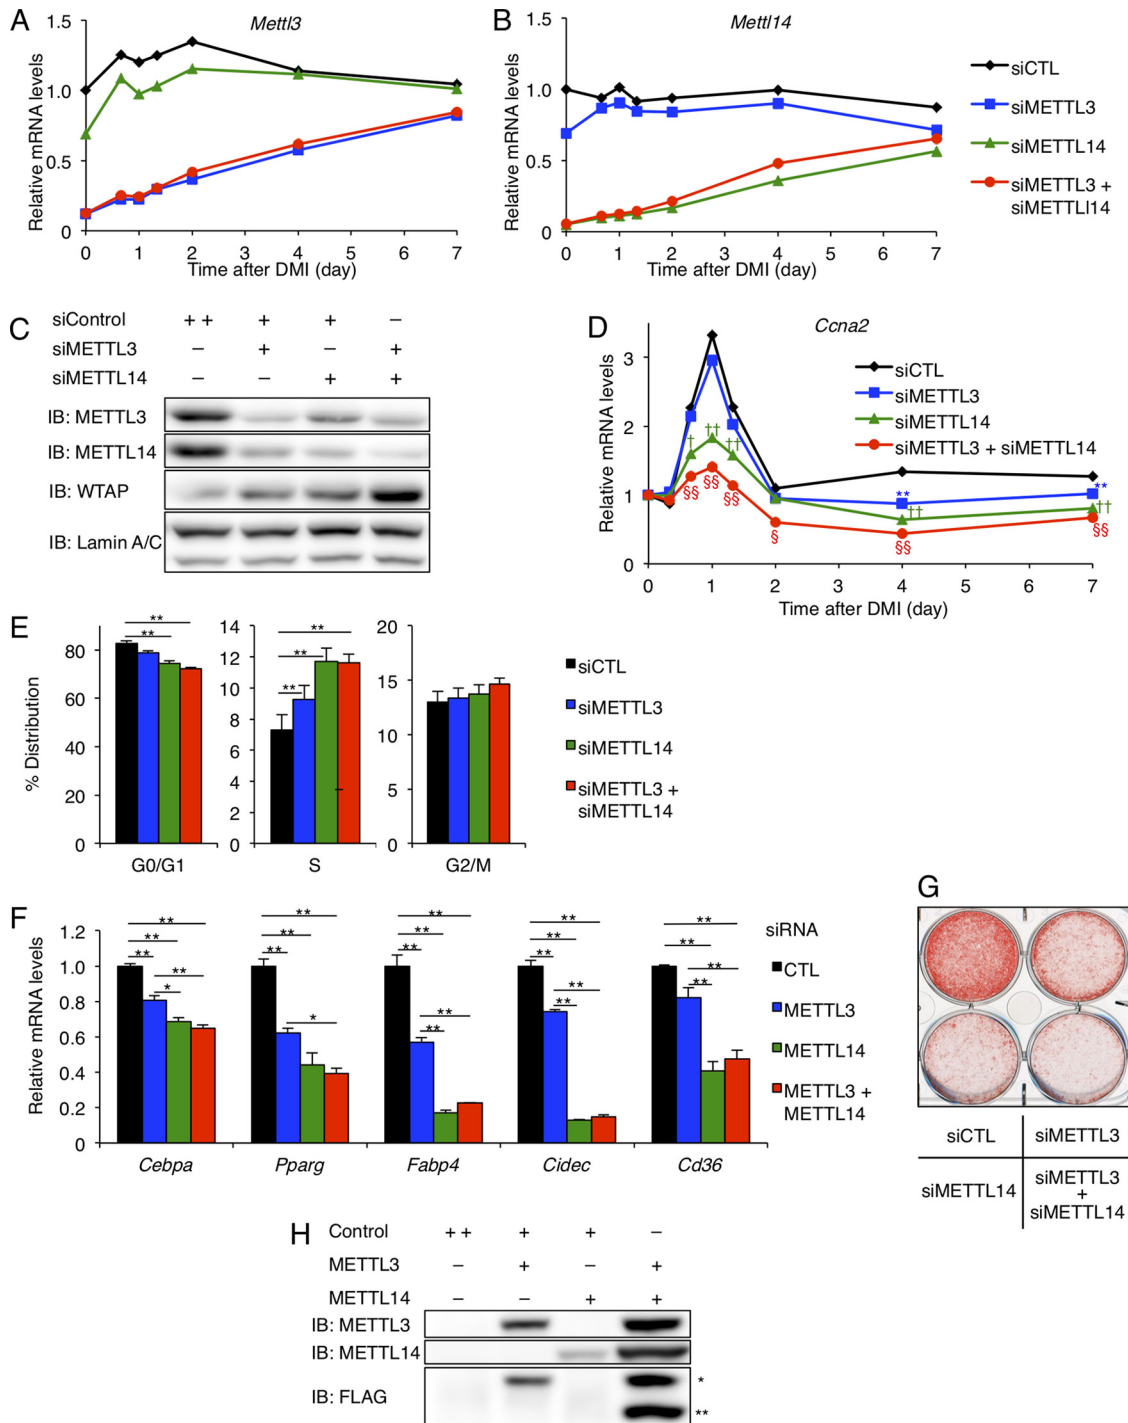 A
Mettl3
Relative mRNA levels
1.5
1.0
0.5
0
0 1 2 3 4 5 6 7
Time after DMI (day)
B
Mettl14
Relative mRNA levels
1.5
1.0
0.5
0
0 1 2 3 4 5 6 7
Time after DMI (day)
siCTL
siMETTL3
siMETTL14
siMETTL3 +
siMETTLl14
C
siControl + + + + –
siMETTL3 – + – +
siMETTL14 – – + +
IB: METTL3
IB: METTL14
IB: WTAP
IB: Lamin A/C
D
Ccna2
Relative mRNA levels
3
2
1
0
0 1 2 3 4 5 6 7
Time after DMI (day)
siCTL
siMETTL3
siMETTL14
siMETTL3 + siMETTL14
† †† ††
§§ §§ §§
§
** †† §§
** †† §§
E
% Distribution
80
60
40
20
0
**
**
G0/G1
14
12
10
8
6
4
2
0
**
**
**
S
20
15
10
5
0
G2/M
siCTL
siMETTL3
siMETTL14
siMETTL3 +
siMETTL14
F
Relative mRNA levels
1.2
1.0
0.8
0.6
0.4
0.2
0
**
**
**
**
*
Cebpa
**
**
**
*
Pparg
**
**
**
**
**
Fabp4
**
**
**
**
**
Cidec
**
**
**
**
Cd36
siRNA
CTL
METTL3
METTL14
METTL3 +
METTL14
G
siCTL siMETTL3
siMETTL14 siMETTL3
+
siMETTL14
H
Control + + + + –
METTL3 – + – +
METTL14 – – + +
IB: METTL3
IB: METTL14
IB: FLAG
*
**